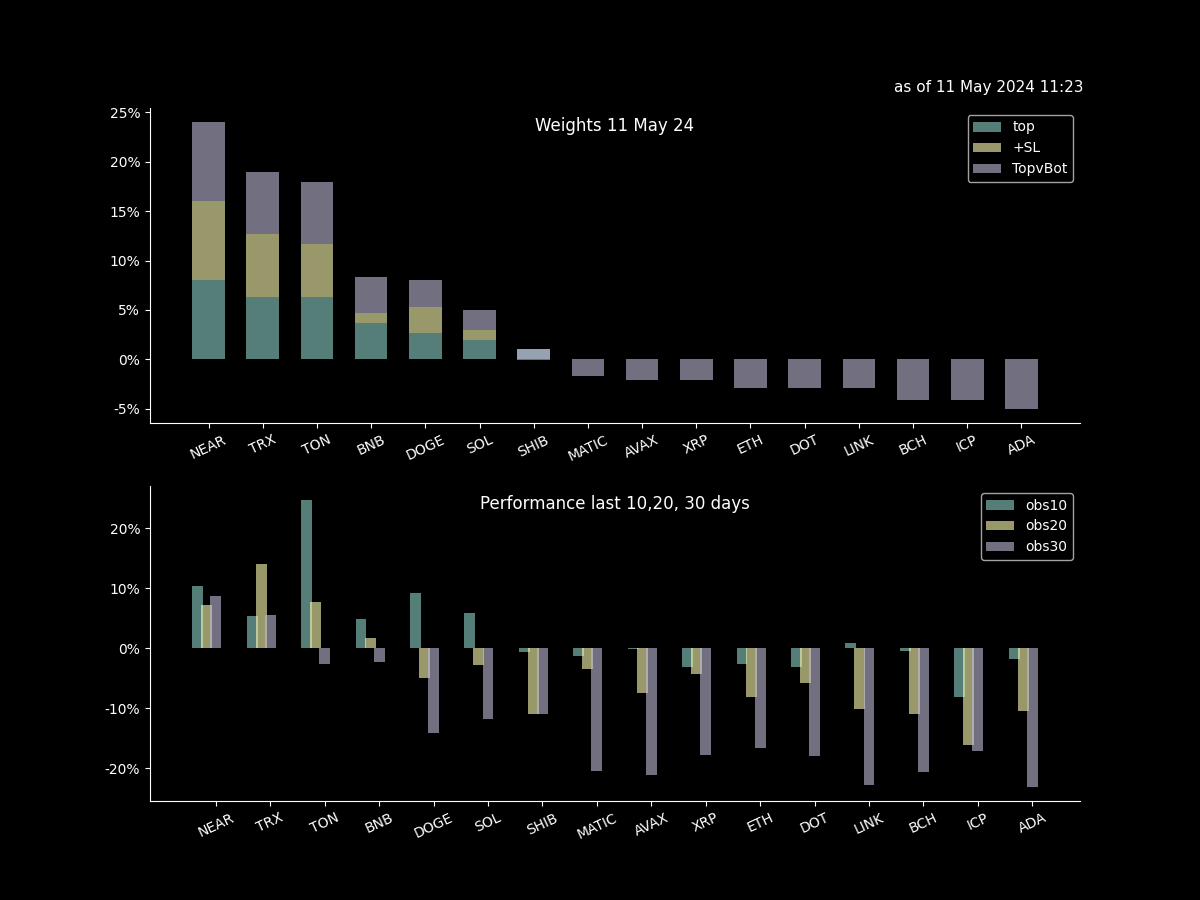 as of 11 May 2024 11:23
Weights 11 May 24
top
+SL
TopvBot
25%
20%
15%
10%
5%
0%
-5%
NEAR TRX TON BNB DOGE SOL SHIB MATIC AVAX XRP ETH DOT LINK BCH ICP ADA
Performance last 10,20, 30 days
obs10
obs20
obs30
20%
10%
0%
-10%
-20%
NEAR TRX TON BNB DOGE SOL SHIB MATIC AVAX XRP ETH DOT LINK BCH ICP ADA